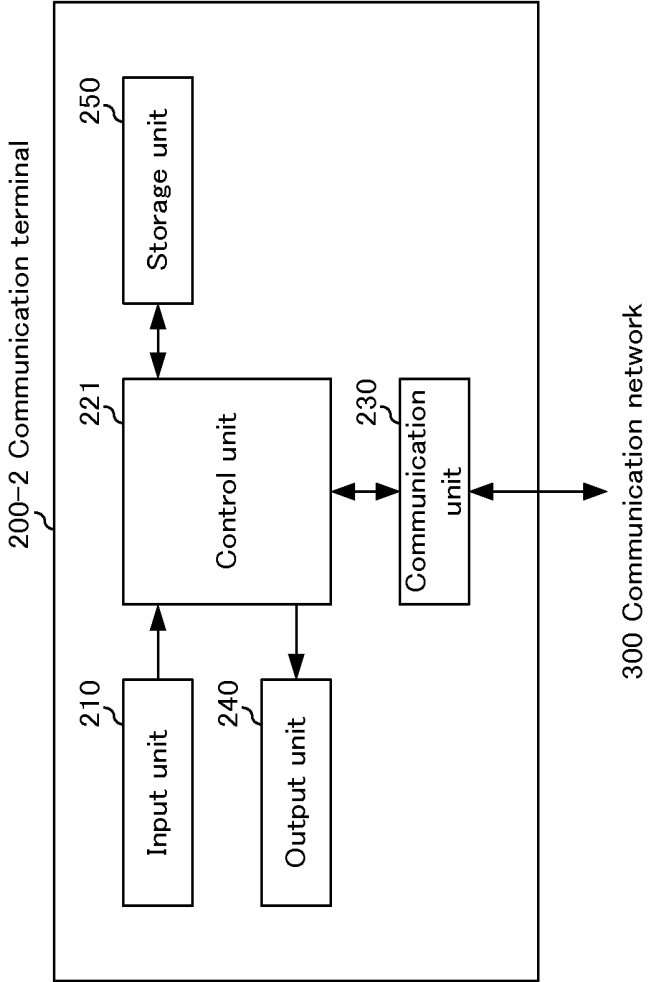 200-2 Communication terminal
210
Input unit
221
Control unit
250
Storage unit
240
Output unit
230
Communication
unit
300 Communication network